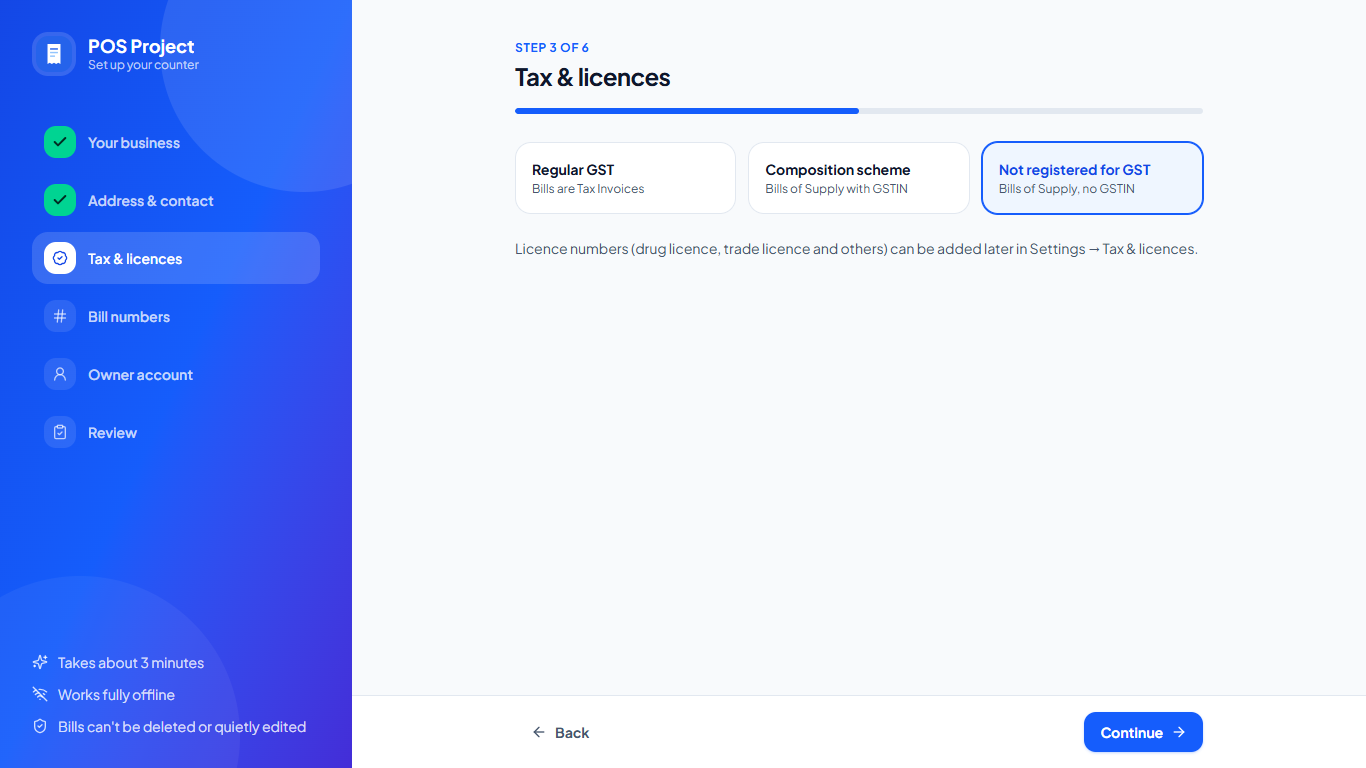 POS Project
Set up your counter
Your business
Address & contact
Tax & licences
Bill numbers
Owner account
Review
Takes about 3 minutes
Works fully offline
Bills can't be deleted or quietly edited
STEP 3 OF 6
Tax & licences
Regular GST
Bills are Tax Invoices
Composition scheme
Bills of Supply with GSTIN
Not registered for GST
Bills of Supply, no GSTIN
Licence numbers (drug licence, trade licence and others) can be added later in Settings → Tax & licences.
Back
Continue